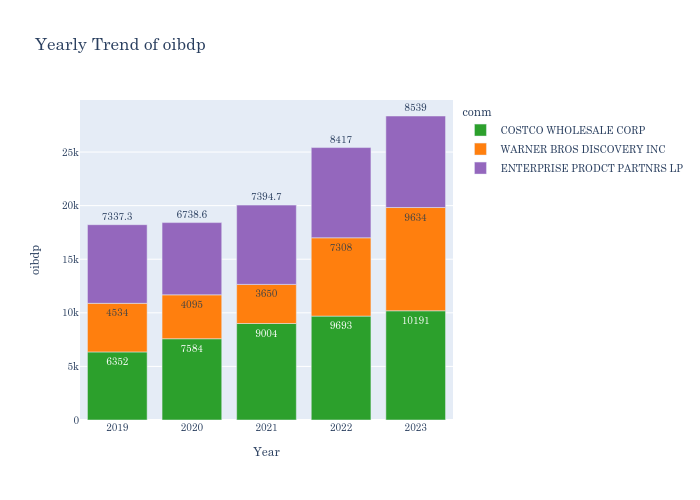 Yearly Trend of oibdp
conm
COSTCO WHOLESALE CORP
WARNER BROS DISCOVERY INC
ENTERPRISE PRODCT PARTNRS LP
oibdp
25k
20k
15k
10k
5k
0
7337.3
6738.6
7394.7
8417
8539
4534
4095
3650
7308
9634
6352
7584
9004
9693
10191
2019
2020
2021
2022
2023
Year